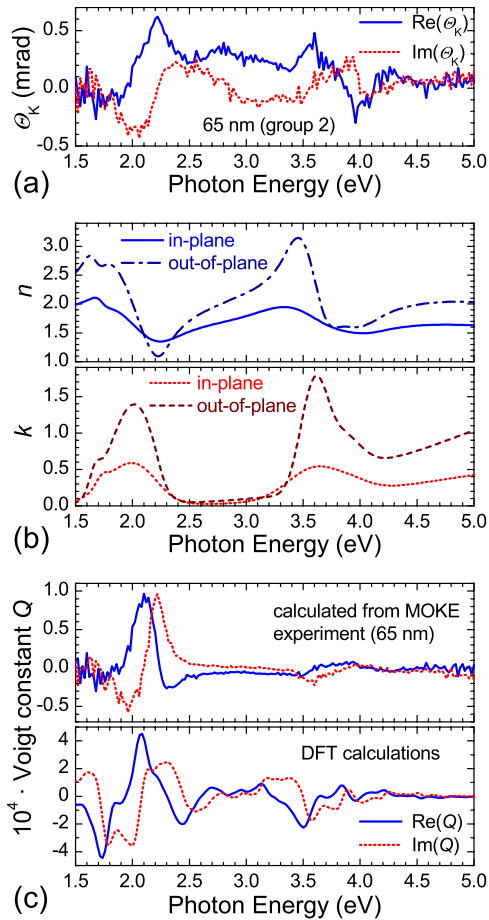 0.5
0.0
-0.5
ΘK (mrad)
Re(ΘK)
Im(ΘK)
65 nm (group 2)
1.5 2.0 2.5 3.0 3.5 4.0 4.5 5.0
(a) Photon Energy (eV)
3.0
2.5
2.0
1.5
1.0
n
in-plane
out-of-plane
1.5
1.0
0.5
0.0
k
in-plane
out-of-plane
1.5 2.0 2.5 3.0 3.5 4.0 4.5 5.0
(b) Photon Energy (eV)
10⁴ · Voigt constant Q
1.0
0.5
0.0
-0.5
calculated from MOKE
experiment (65 nm)
4
2
0
-2
-4
DFT calculations
Re(Q)
Im(Q)
1.5 2.0 2.5 3.0 3.5 4.0 4.5 5.0
(c) Photon Energy (eV)